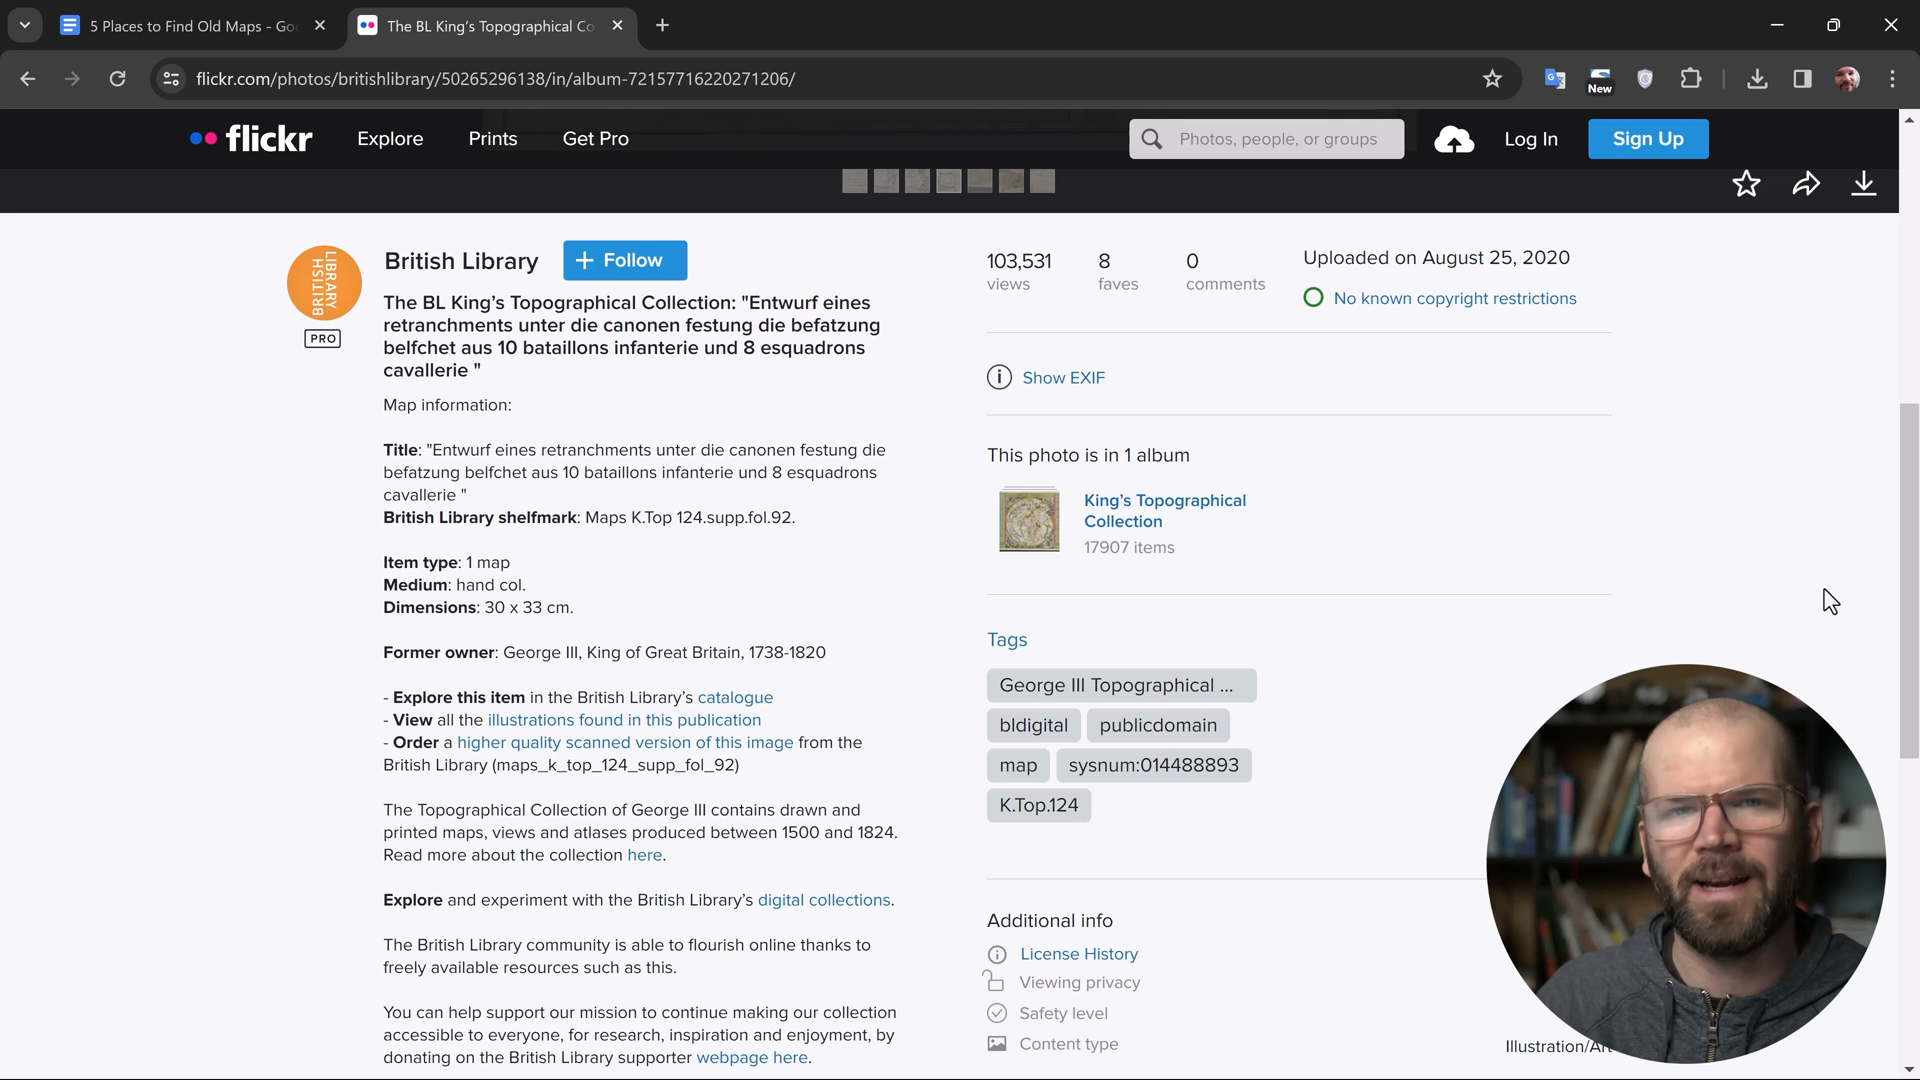 5 Places to Find Old Maps - Go
The BL King's Topographical Co
flickr.com/photos/britishlibrary/50265296138/in/album-72157716220271206/
New
flickr
Explore
Prints
Get Pro
Photos, people, or groups
Log In
Sign Up
LIBRARY
BRITISH
PRO
British Library
+ Follow
The BL King's Topographical Collection: "Entwurf eines
retranchments unter die canonen festung die befatzung
belfchet aus 10 bataillons infanterie und 8 esquadrons
cavallerie "
Map information:
Title: "Entwurf eines retranchments unter die canonen festung die
befatzung belfchet aus 10 bataillons infanterie und 8 esquadrons
cavallerie "
British Library shelfmark: Maps K.Top 124.supp.fol.92.
Item type: 1 map
Medium: hand col.
Dimensions: 30 x 33 cm.
Former owner: George III, King of Great Britain, 1738-1820
- Explore this item in the British Library's catalogue
- View all the illustrations found in this publication
- Order a higher quality scanned version of this image from the
British Library (maps_k_top_124_supp_fol_92)
The Topographical Collection of George III contains drawn and
printed maps, views and atlases produced between 1500 and 1824.
Read more about the collection here.
Explore and experiment with the British Library's digital collections.
The British Library community is able to flourish online thanks to
freely available resources such as this.
You can help support our mission to continue making our collection
accessible to everyone, for research, inspiration and enjoyment, by
donating on the British Library supporter webpage here.
103,531
views
8
faves
0
comments
Uploaded on August 25, 2020
No known copyright restrictions
Show EXIF
This photo is in 1 album
King's Topographical
Collection
17907 items
Tags
George III Topographical ...
bldigital
publicdomain
map
sysnum:014488893
K.Top.124
Additional info
License History
Viewing privacy
Safety level
Content type
Illustration/Art